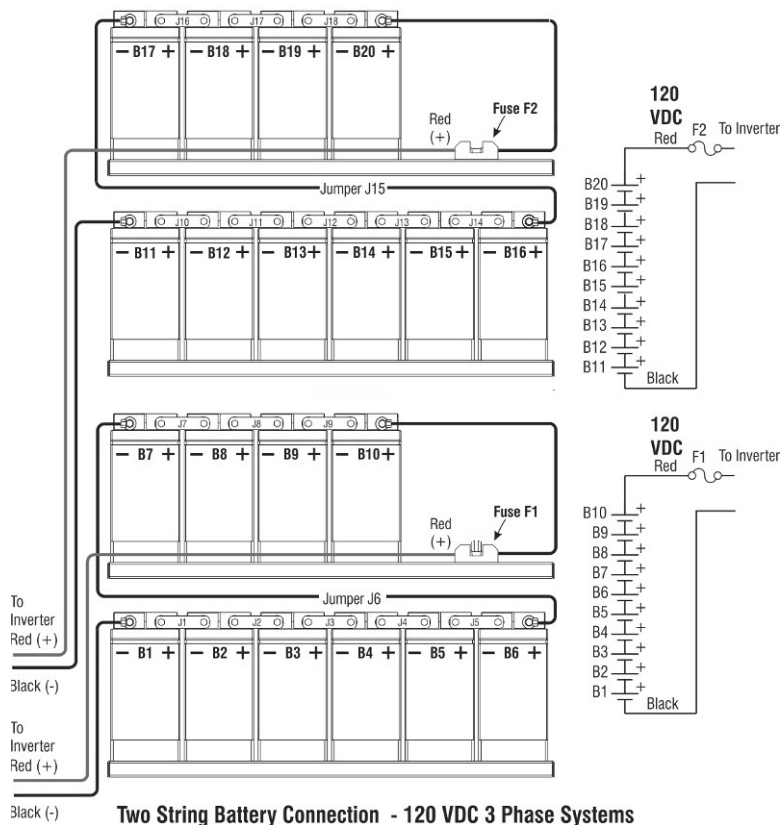 J16 J17 J18
− B17 + − B18 + − B19 + − B20 +
Red
(+)
Fuse F2
Jumper J15
J10 J11 J12 J13 J14
− B11 + − B12 + − B13 + − B14 + − B15 + − B16 +
J7 J8 J9
− B7 + − B8 + − B9 + − B10 +
Red
(+)
Fuse F1
Jumper J6
J1 J2 J3 J4 J5
− B1 + − B2 + − B3 + − B4 + − B5 + − B6 +
To
Inverter
Red (+)
Black (-)
To
Inverter
Red (+)
Black (-)
120
VDC
Red F2 To Inverter
B20 +
B19 +
B18 +
B17 +
B16 +
B15 +
B14 +
B13 +
B12 +
B11 +
Black
120
VDC
Red F1 To Inverter
B10 +
B9 +
B8 +
B7 +
B6 +
B5 +
B4 +
B3 +
B2 +
B1 +
Black
Two String Battery Connection - 120 VDC 3 Phase Systems